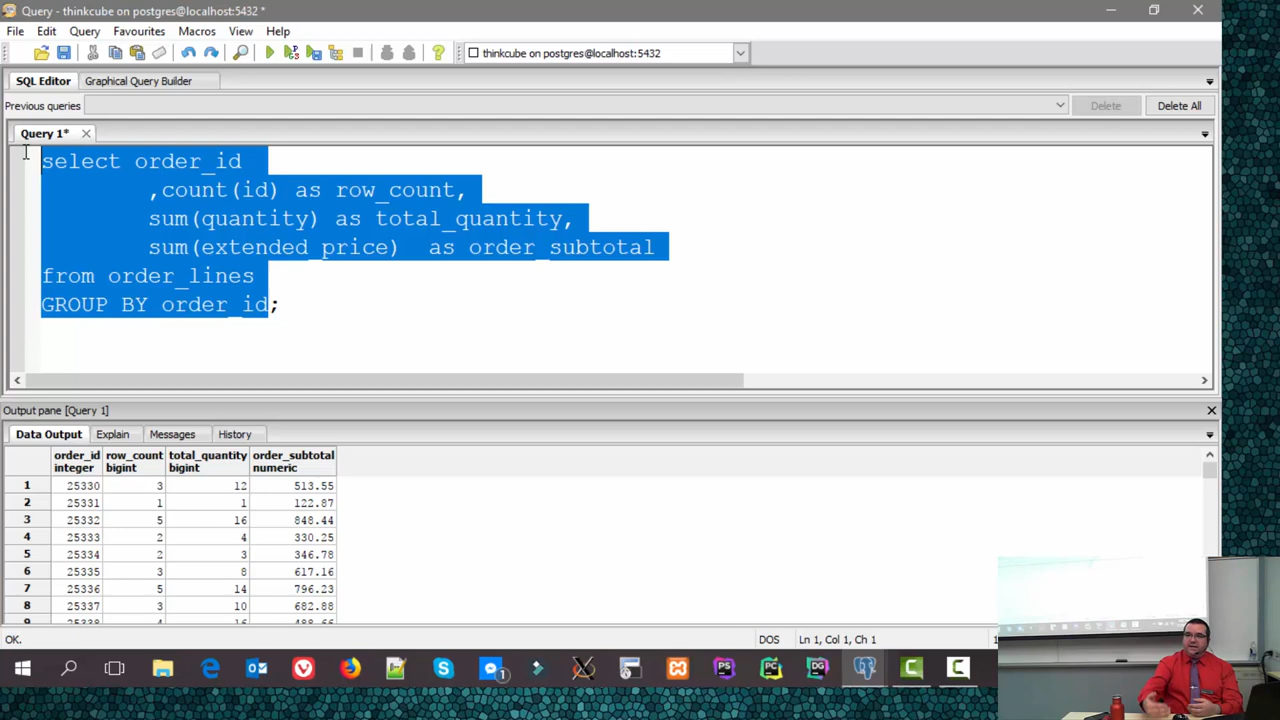 Query - thinkcube on postgres@localhost:5432 *
File Edit Query Favourites Macros View Help
thinkcube on postgres@localhost:5432
SQL Editor Graphical Query Builder
Previous queries Delete Delete All
Query 1*
select order_id
,count(id) as row_count,
sum(quantity) as total_quantity,
sum(extended_price) as order_subtotal
from order_lines
GROUP BY order_id;
Output pane [Query 1]
Data Output Explain Messages History
order_id row_count total_quantity order_subtotal
integer bigint bigint numeric
1 25330 3 12 513.55
2 25331 1 1 122.87
3 25332 5 16 848.44
4 25333 2 4 330.25
5 25334 2 3 346.78
6 25335 3 8 617.16
7 25336 5 14 796.23
8 25337 3 10 682.88
9 25338 4 16 488.66
OK. DOS Ln 1, Col 1, Ch 1